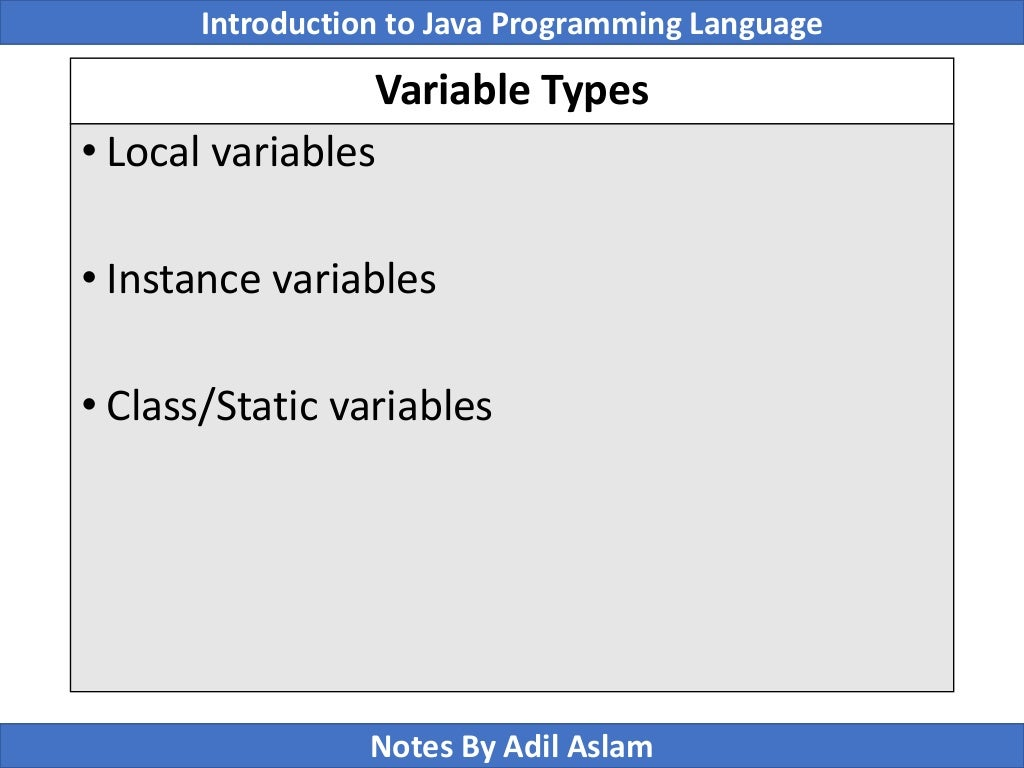 Introduction to Java Programming Language
Variable Types
• Local variables
• Instance variables
• Class/Static variables
Notes By Adil Aslam